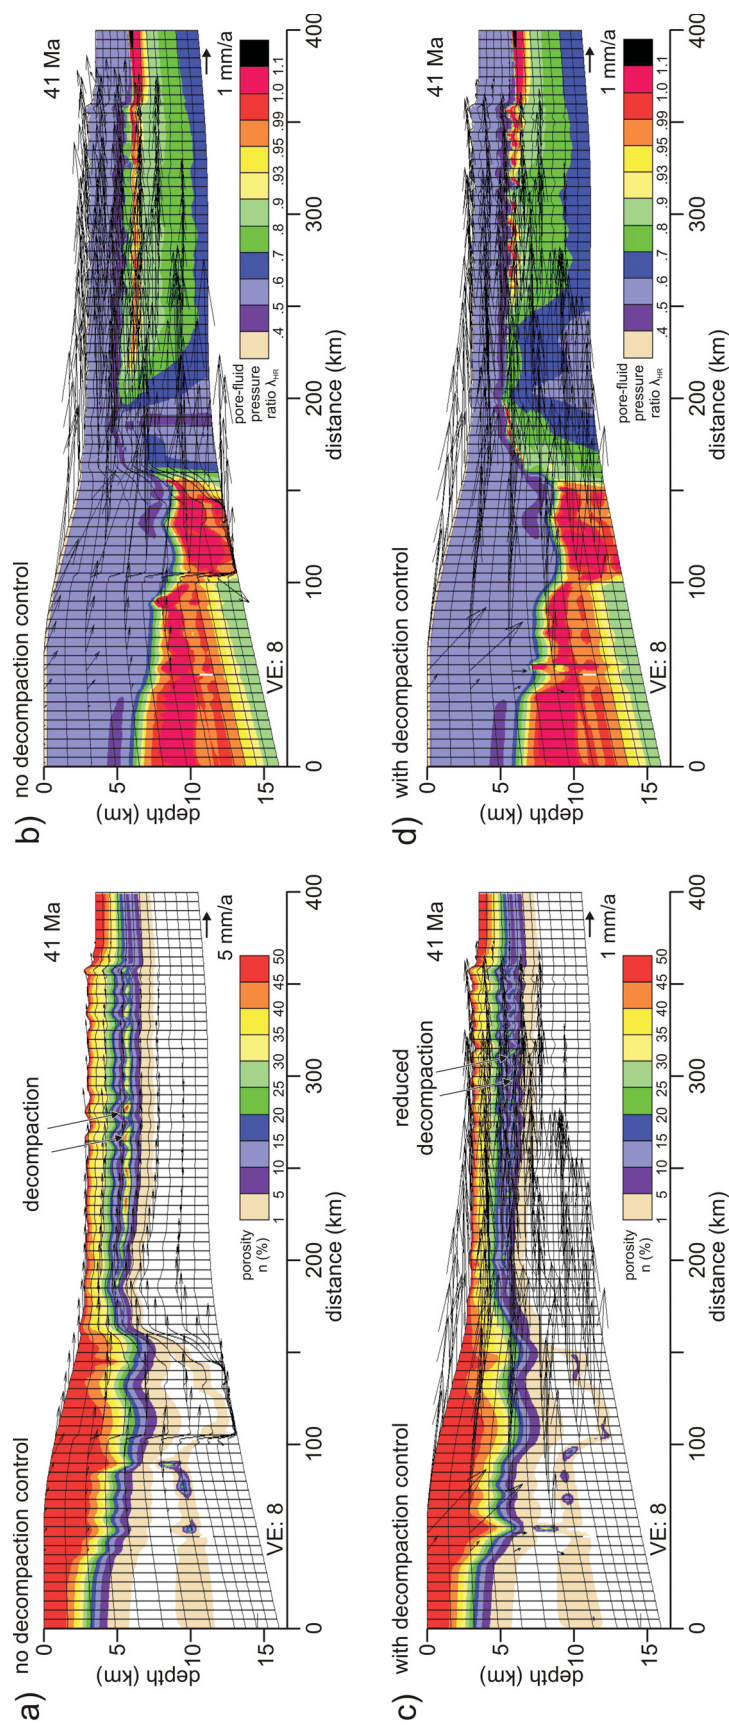 a)
no decompaction control
41 Ma
decompaction
0
5
10
15
depth (km)
VE: 8
5 mm/a
porosity
n (%)
1 5 10 15 20 25 30 35 40 45 50
0 100 200 300 400
distance (km)
b)
no decompaction control
41 Ma
0
5
10
15
depth (km)
VE: 8
1 mm/a
pore-fluid
pressure
ratio λHR
.4 .5 .6 .7 .8 .9 .93 .95 .99 1.0 1.1
0 100 200 300 400
distance (km)
c)
with decompaction control
41 Ma
reduced
decompaction
0
5
10
15
depth (km)
VE: 8
1 mm/a
porosity
n (%)
1 5 10 15 20 25 30 35 40 45 50
0 100 200 300 400
distance (km)
d)
with decompaction control
41 Ma
0
5
10
15
depth (km)
VE: 8
1 mm/a
pore-fluid
pressure
ratio λHR
.4 .5 .6 .7 .8 .9 .93 .95 .99 1.0 1.1
0 100 200 300 400
distance (km)